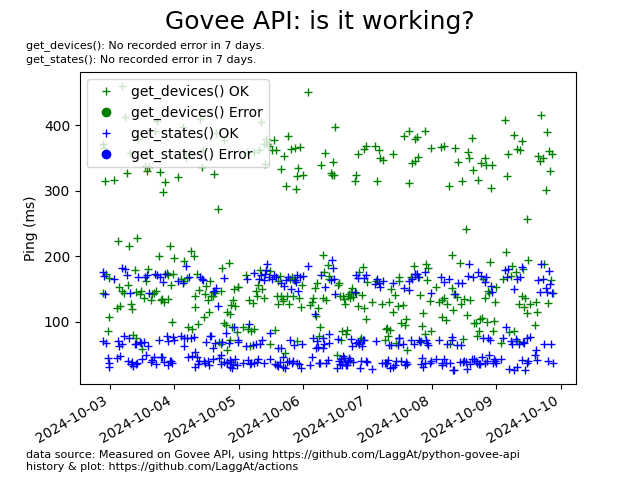 Govee API: is it working?
get_devices(): No recorded error in 7 days.
get_states(): No recorded error in 7 days.
get_devices() OK
get_devices() Error
get_states() OK
get_states() Error
Ping (ms)
400
300
200
100
2024-10-03
2024-10-04
2024-10-05
2024-10-06
2024-10-07
2024-10-08
2024-10-09
2024-10-10
data source: Measured on Govee API, using https://github.com/LaggAt/python-govee-api
history & plot: https://github.com/LaggAt/actions